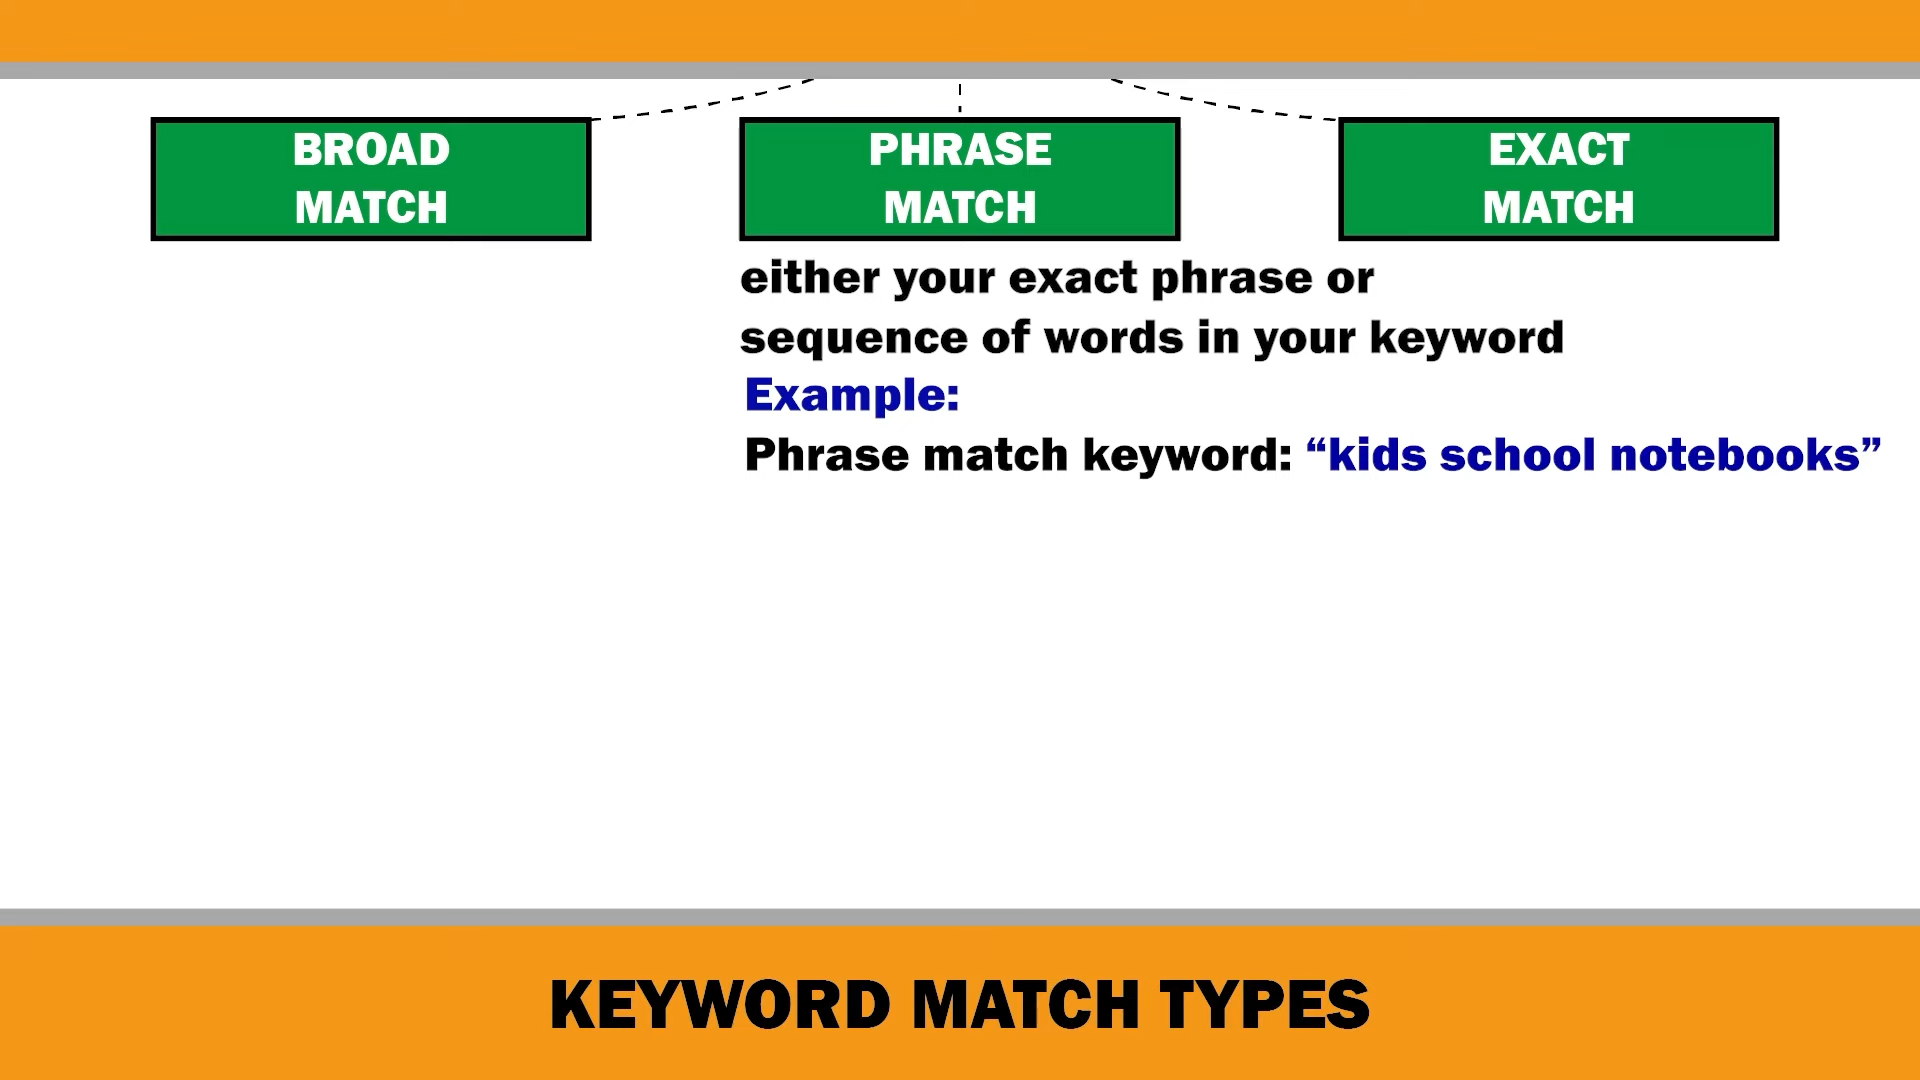 BROAD
MATCH
PHRASE
MATCH
EXACT
MATCH
either your exact phrase or
sequence of words in your keyword
Example:
Phrase match keyword: “kids school notebooks”
KEYWORD MATCH TYPES